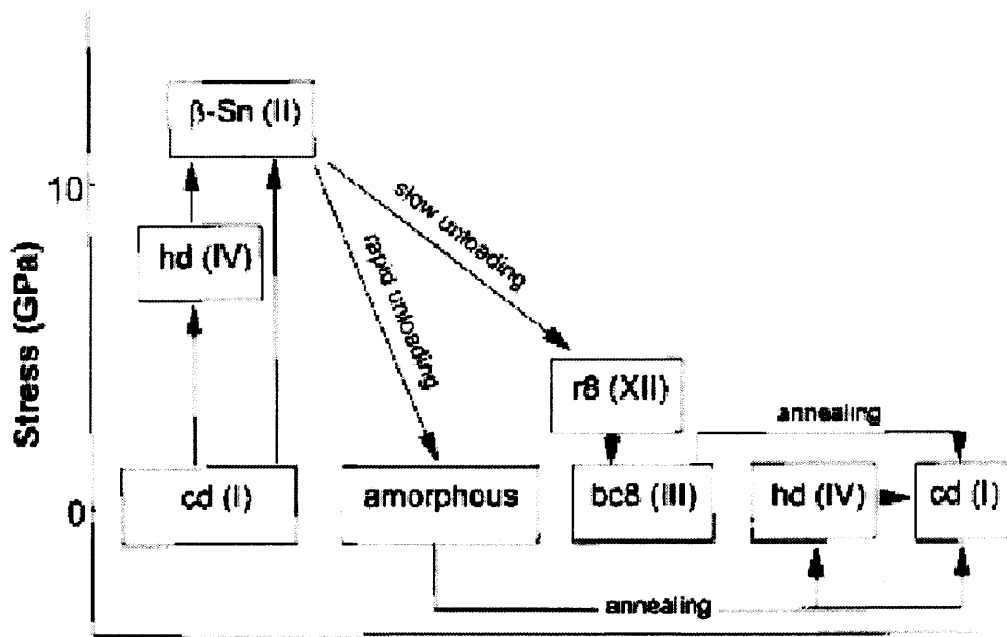 β-Sn (II)
10
slow unloading
hd (IV)
rapid unloading
Stress (GPa)
r8 (XII)
annealing
cd (I)
amorphous
bc8 (III)
hd (IV)
cd (I)
0
annealing